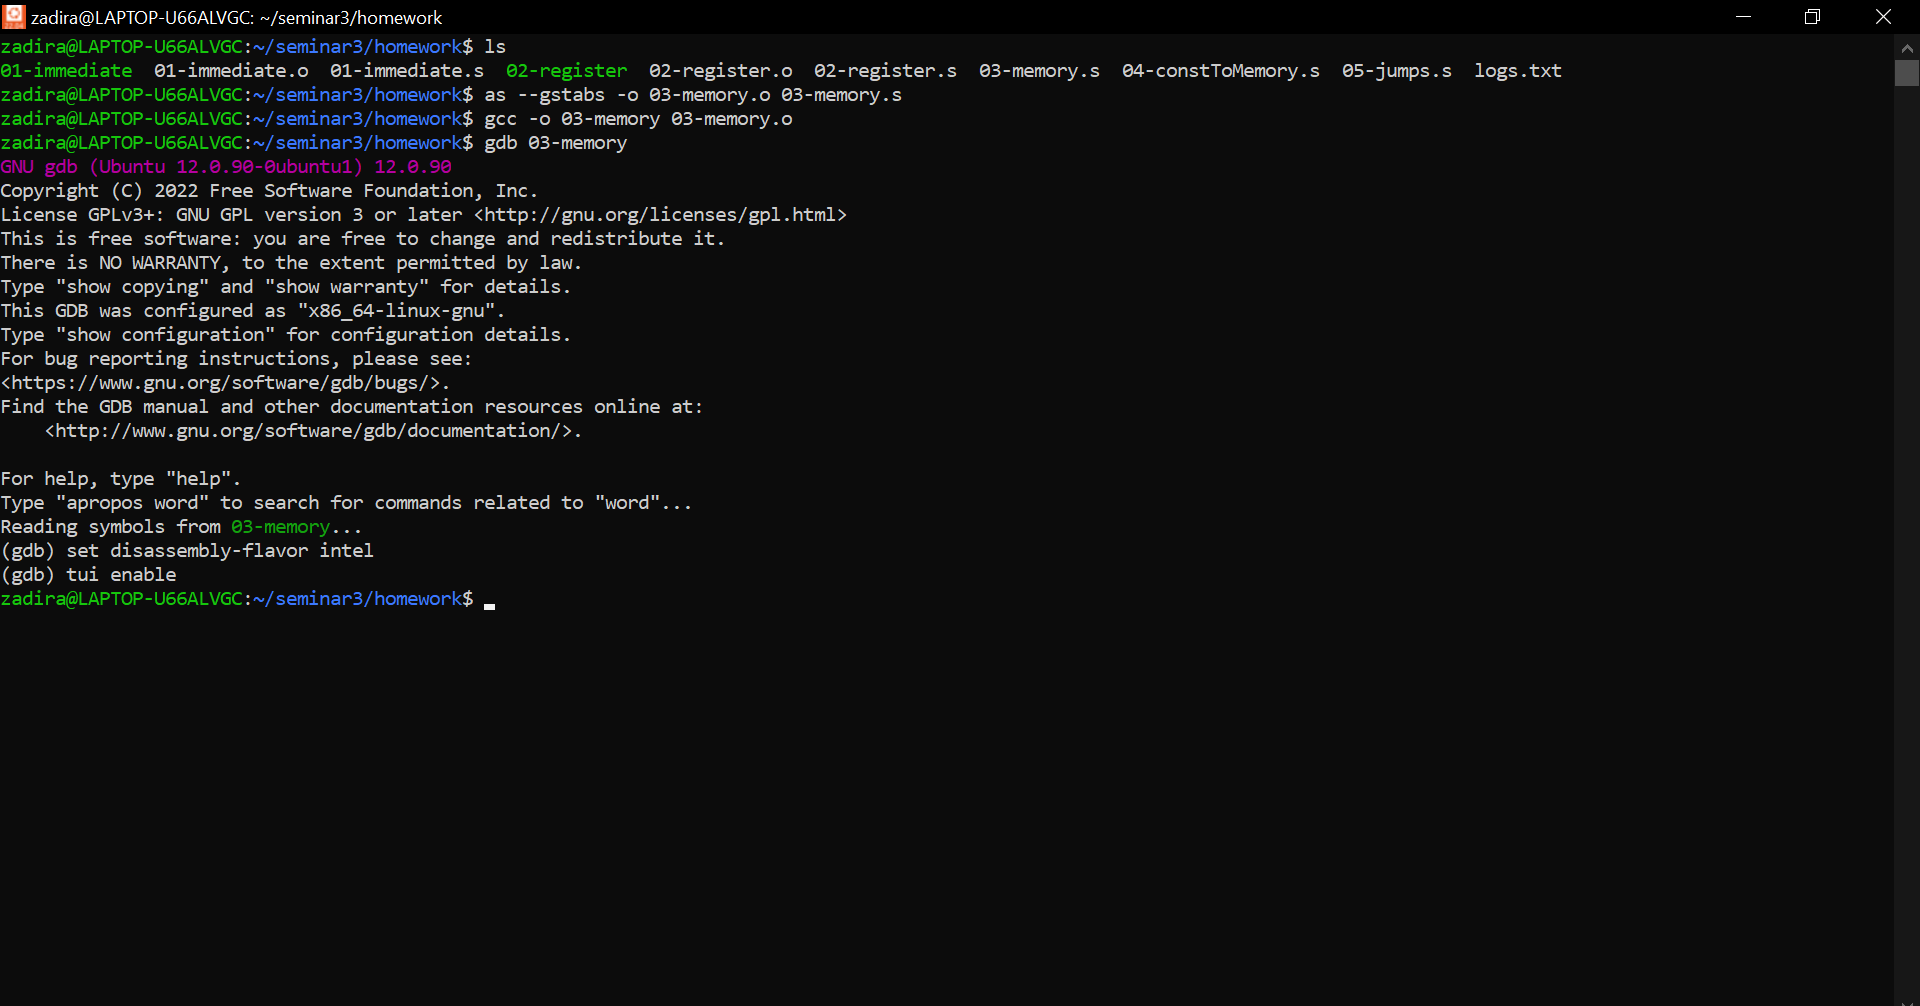 zadira@LAPTOP-U66ALVGC: ~/seminar3/homework
zadira@LAPTOP-U66ALVGC:~/seminar3/homework$ ls
01-immediate  01-immediate.o  01-immediate.s  02-register  02-register.o  02-register.s  03-memory.s  04-constToMemory.s  05-jumps.s  logs.txt
zadira@LAPTOP-U66ALVGC:~/seminar3/homework$ as --gstabs -o 03-memory.o 03-memory.s
zadira@LAPTOP-U66ALVGC:~/seminar3/homework$ gcc -o 03-memory 03-memory.o
zadira@LAPTOP-U66ALVGC:~/seminar3/homework$ gdb 03-memory
GNU gdb (Ubuntu 12.0.90-0ubuntu1) 12.0.90
Copyright (C) 2022 Free Software Foundation, Inc.
License GPLv3+: GNU GPL version 3 or later <http://gnu.org/licenses/gpl.html>
This is free software: you are free to change and redistribute it.
There is NO WARRANTY, to the extent permitted by law.
Type "show copying" and "show warranty" for details.
This GDB was configured as "x86_64-linux-gnu".
Type "show configuration" for configuration details.
For bug reporting instructions, please see:
<https://www.gnu.org/software/gdb/bugs/>.
Find the GDB manual and other documentation resources online at:
    <http://www.gnu.org/software/gdb/documentation/>.
For help, type "help".
Type "apropos word" to search for commands related to "word"...
Reading symbols from 03-memory...
(gdb) set disassembly-flavor intel
(gdb) tui enable
zadira@LAPTOP-U66ALVGC:~/seminar3/homework$